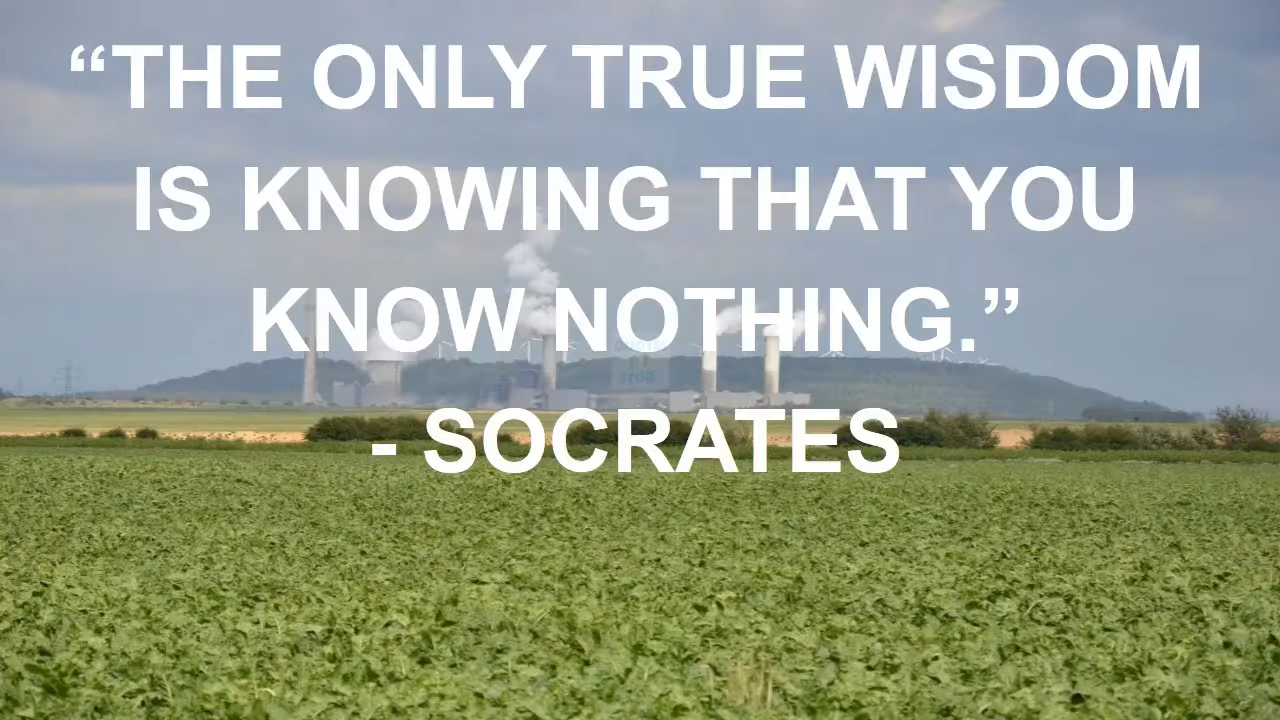 “THE ONLY TRUE WISDOM
IS KNOWING THAT YOU
KNOW NOTHING.”
- SOCRATES